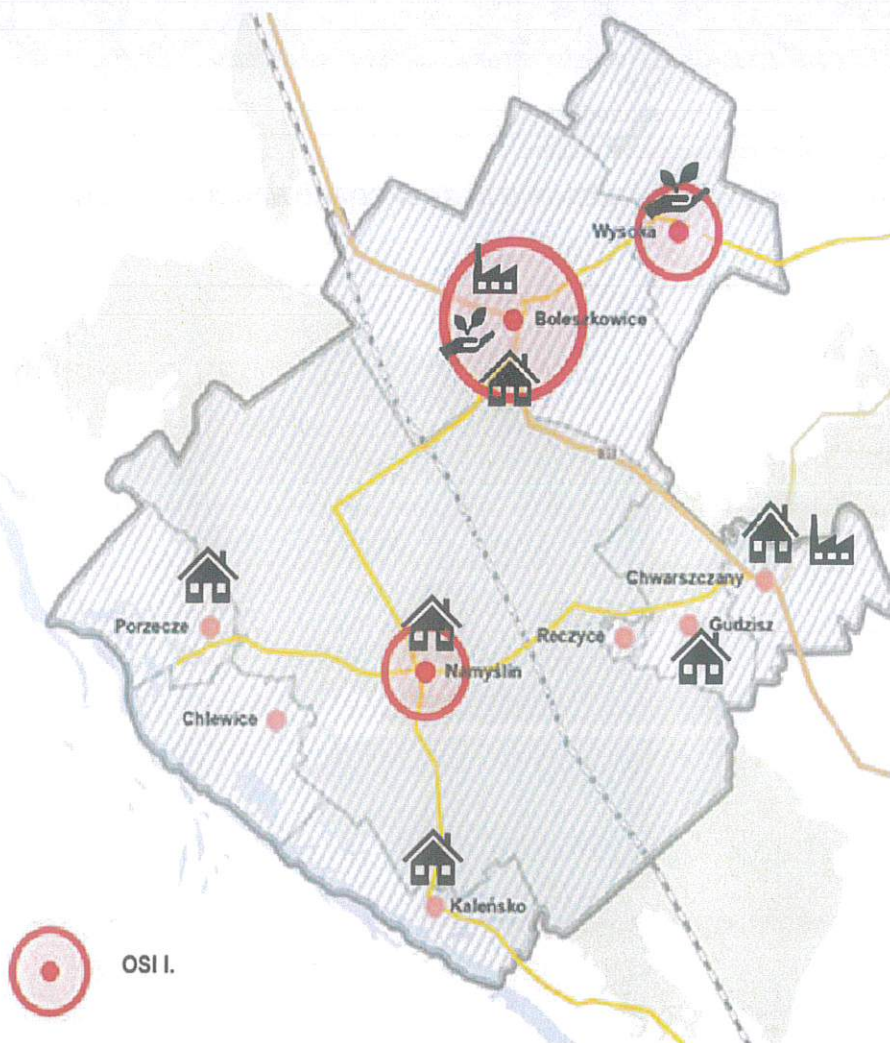 Wysoka
Boleszkowice
Chwarszczany
Porzecze
Reczyce
Gudzisz
Namyślin
Chlewice
Kaleńsko
OSI I.